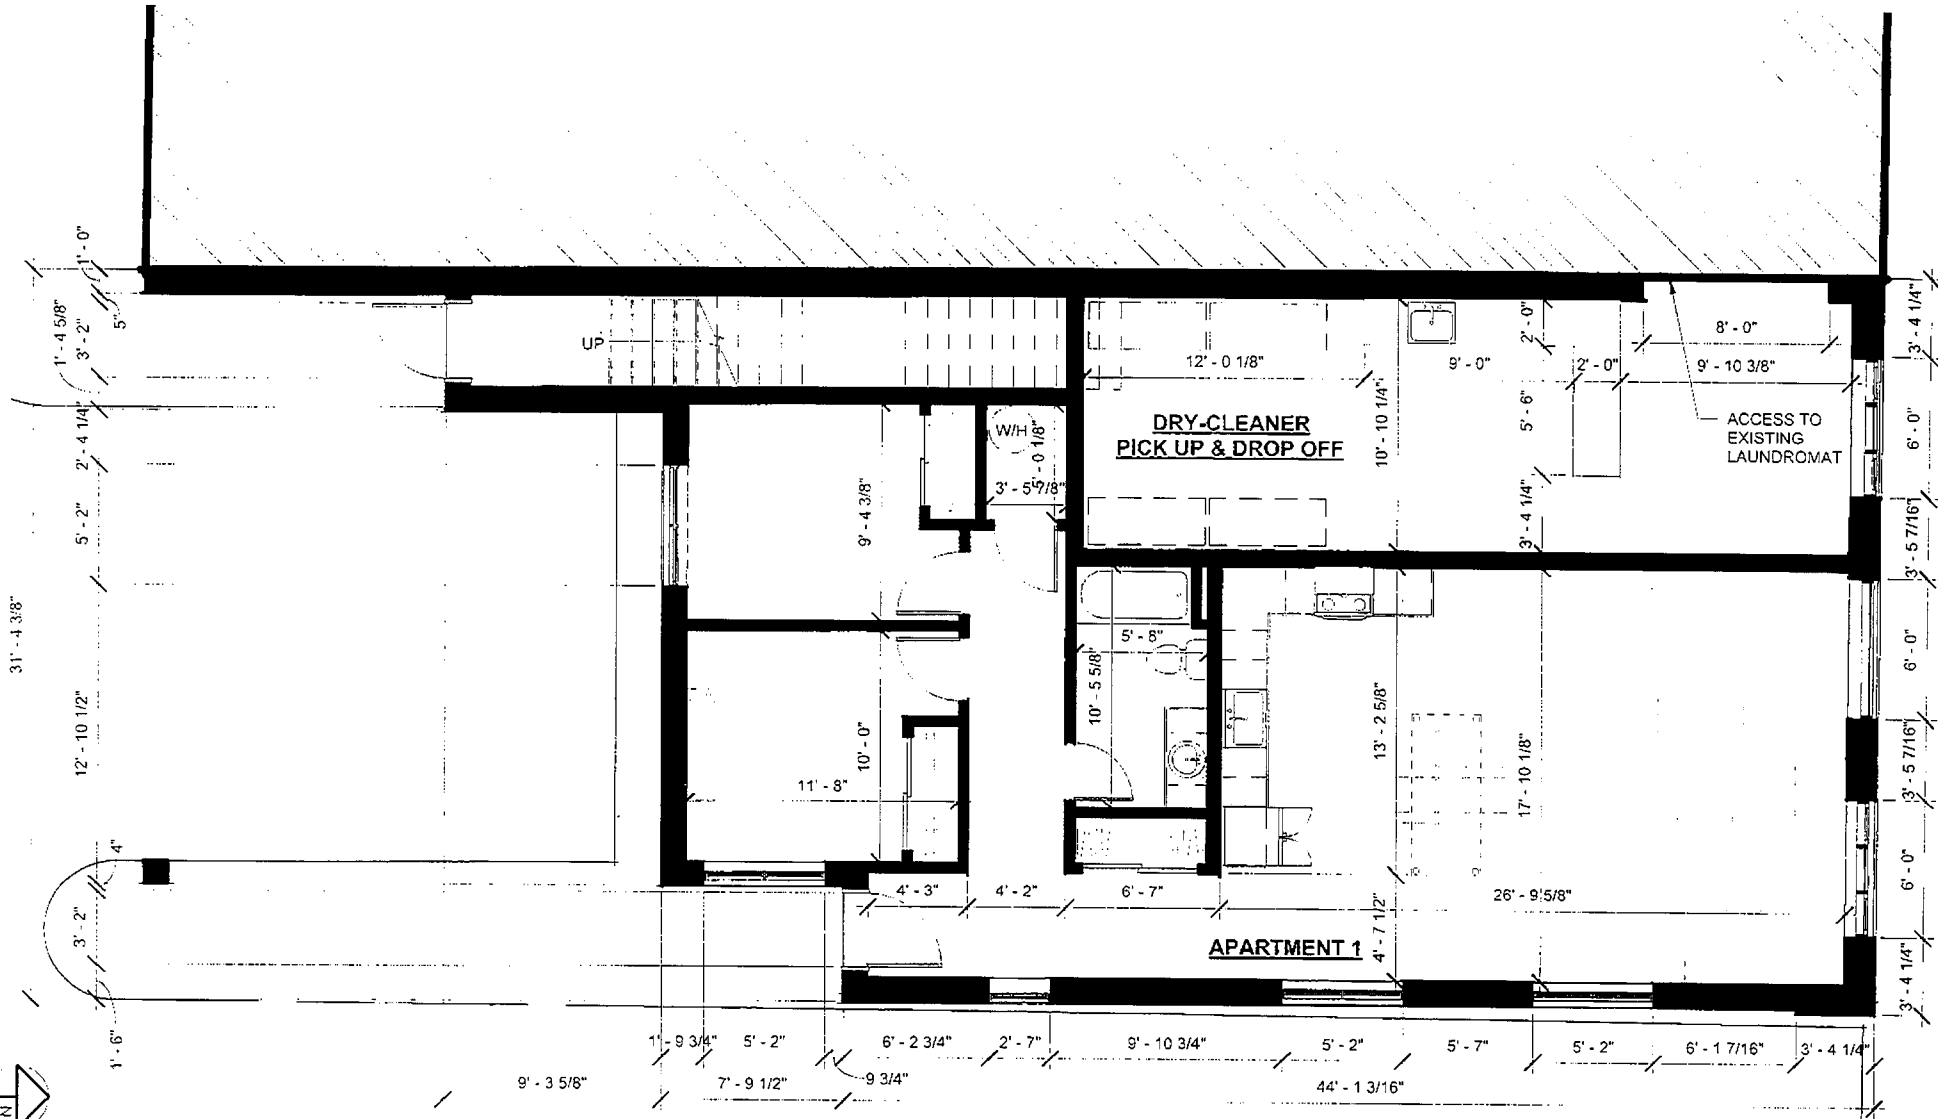 1' - 0"
5"
1' - 4 5/8"
3' - 2"
2' - 4 1/4"
5' - 2"
31' - 4 3/8"
12' - 10 1/2"
4"
3' - 2"
1' - 6"
N
UP
W/H
3' - 5 7/8"
9' - 4 3/8"
10' - 0"
11' - 8"
12' - 0 1/8"
9' - 0"
2' - 0"
2' - 0"
8' - 0"
9' - 10 3/8"
10' - 10 1/4"
5' - 6"
3' - 4 1/4"
DRY-CLEANER
PICK UP & DROP OFF
ACCESS TO
EXISTING
LAUNDROMAT
5' - 8"
10' - 5 5/8"
13' - 2 5/8"
17' - 10 1/8"
4' - 3"
4' - 2"
6' - 7"
26' - 9 5/8"
4' - 7 1/2"
APARTMENT 1
3' - 4 1/4"
6' - 0"
3' - 5 7/16"
6' - 0"
3' - 5 7/16"
6' - 0"
3' - 4 1/4"
1' - 9 3/4"
5' - 2"
6' - 2 3/4"
2' - 7"
9' - 10 3/4"
5' - 2"
5' - 7"
5' - 2"
6' - 1 7/16"
3' - 4 1/4"
9' - 3 5/8"
7' - 9 1/2"
9 3/4"
44' - 1 3/16"